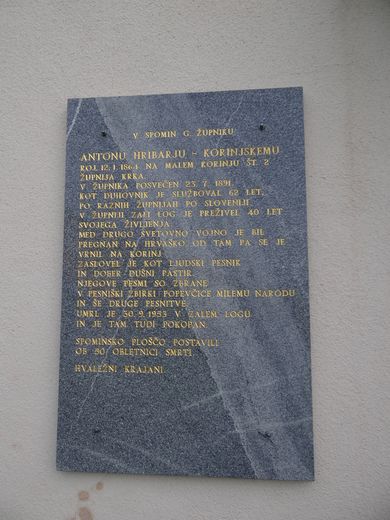 V SPOMIN G. ŽUPNIKU
ANTONU HRIBARJU - KORINJSKEMU
ROJ. 12. 1. 1864 NA MALEM KORINJU ŠT. 2
ŽUPNIJA KRKA.
V ŽUPNIKA POSVEČEN 23. 7. 1891.
KOT DUHOVNIK JE SLUŽBOVAL 62 LET,
PO RAZNIH ŽUPNIJAH PO SLOVENIJI.
V ŽUPNIJI ZALI LOG JE PREŽIVEL 40 LET
SVOJEGA ŽIVLJENJA.
MED DRUGO SVETOVNO VOJNO JE BIL
PREGNAN NA HRVAŠKO, OD TAM PA SE JE
VRNIL NA KORINJ.
ZASLOVEL JE KOT LJUDSKI PESNIK
IN DOBER DUŠNI PASTIR.
NJEGOVE PESMI SO ZBRANE
V PESNIŠKI ZBIRKI POPEVČICE MILEMU NARODU
IN ŠE DRUGE PESNITVE.
UMRL JE 30. 9. 1953 V ZALEM LOGU
IN JE TAM TUDI POKOPAN.
SPOMINSKO PLOŠČO POSTAVILI
OB 50 OBLETNICI SMRTI.
HVALEŽNI KRAJANI